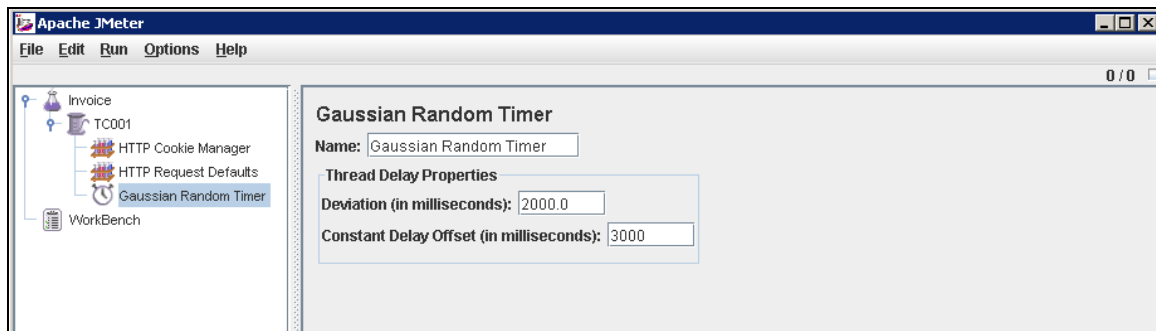 Apache JMeter
File Edit Run Options Help
0 / 0
Invoice
TC001
HTTP Cookie Manager
HTTP Request Defaults
Gaussian Random Timer
WorkBench
Gaussian Random Timer
Name: Gaussian Random Timer
Thread Delay Properties
Deviation (in milliseconds): 2000.0
Constant Delay Offset (in milliseconds): 3000